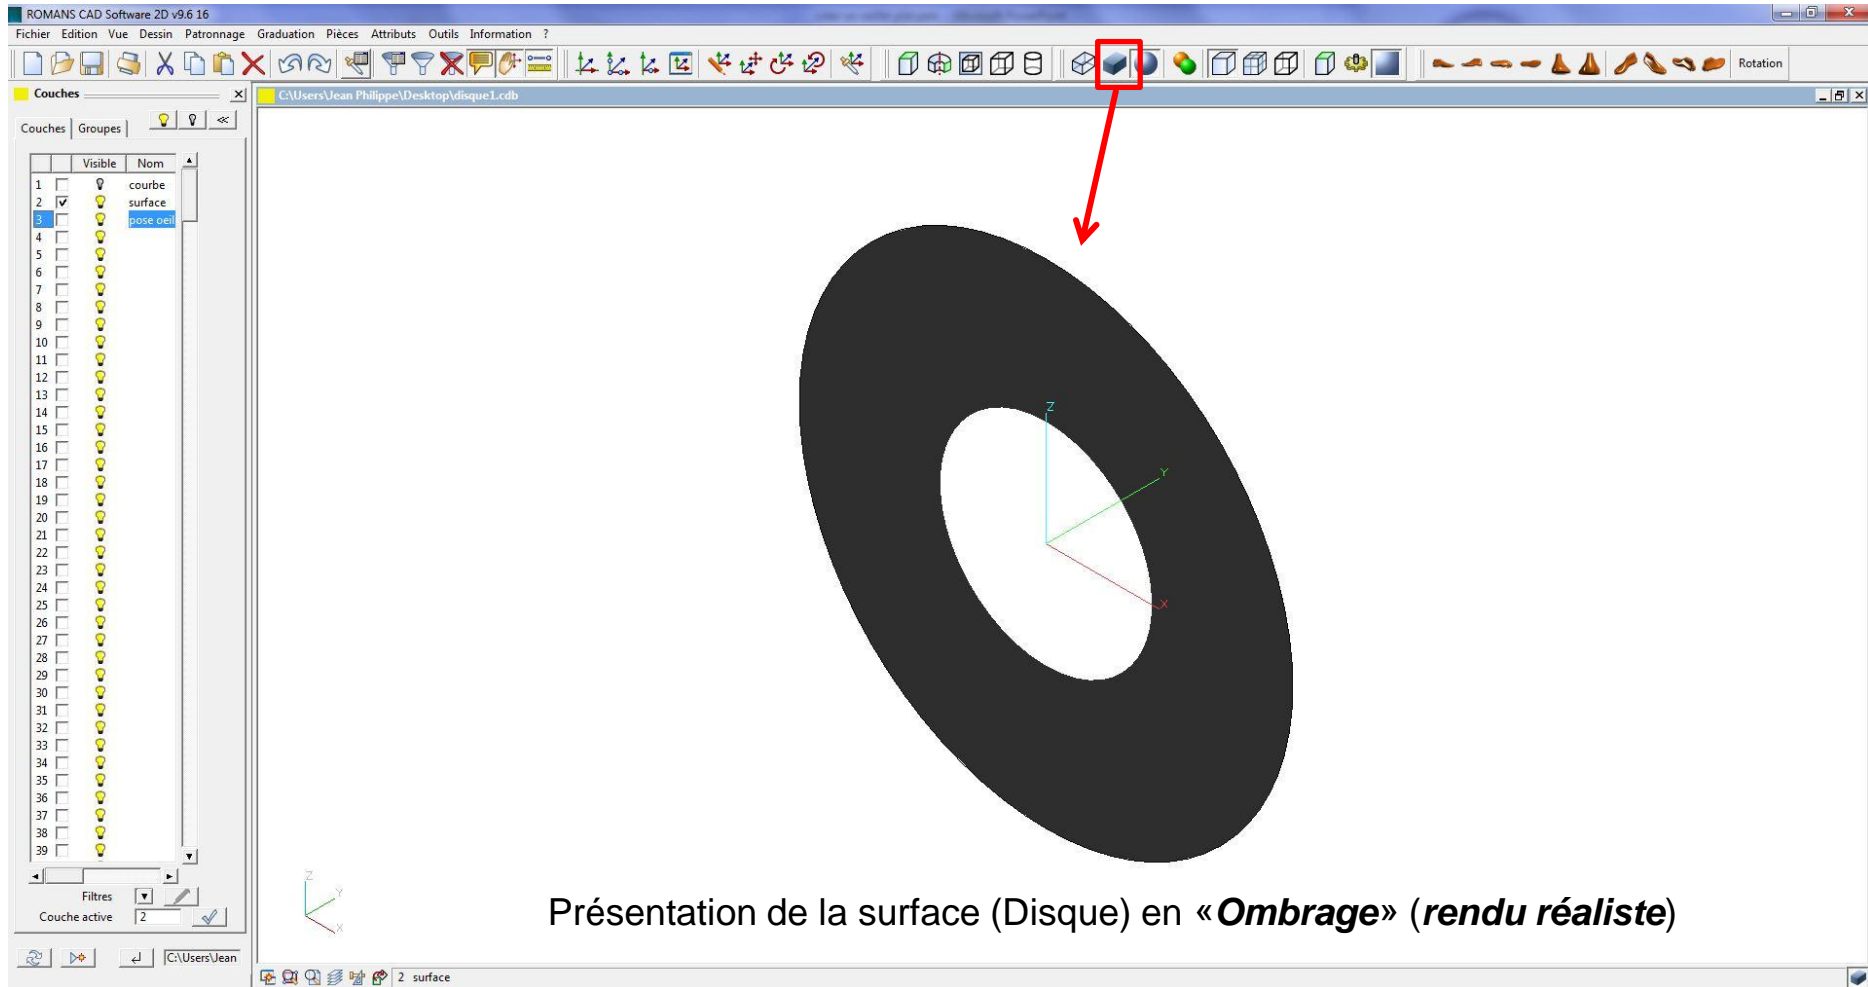 ROMANS CAD Software 2D v9.6 16
Fichier Edition Vue Dessin Patronnage Graduation Pièces Attributs Outils Information ?
Rotation
Couches
C:\Users\Jean Philippe\Desktop\disque1.cdb
Couches Groupes
Visible Nom
1 courbe
2 surface
3 pose oeil
4
5
6
7
8
9
10
11
12
13
14
15
16
17
18
19
20
21
22
23
24
25
26
27
28
29
30
31
32
33
34
35
36
37
38
39
Z
Y
X
Z
Y
X
Filtres
Couche active 2
Présentation de la surface (Disque) en «Ombrage» (rendu réaliste)
C:\Users\Jean
2 surface